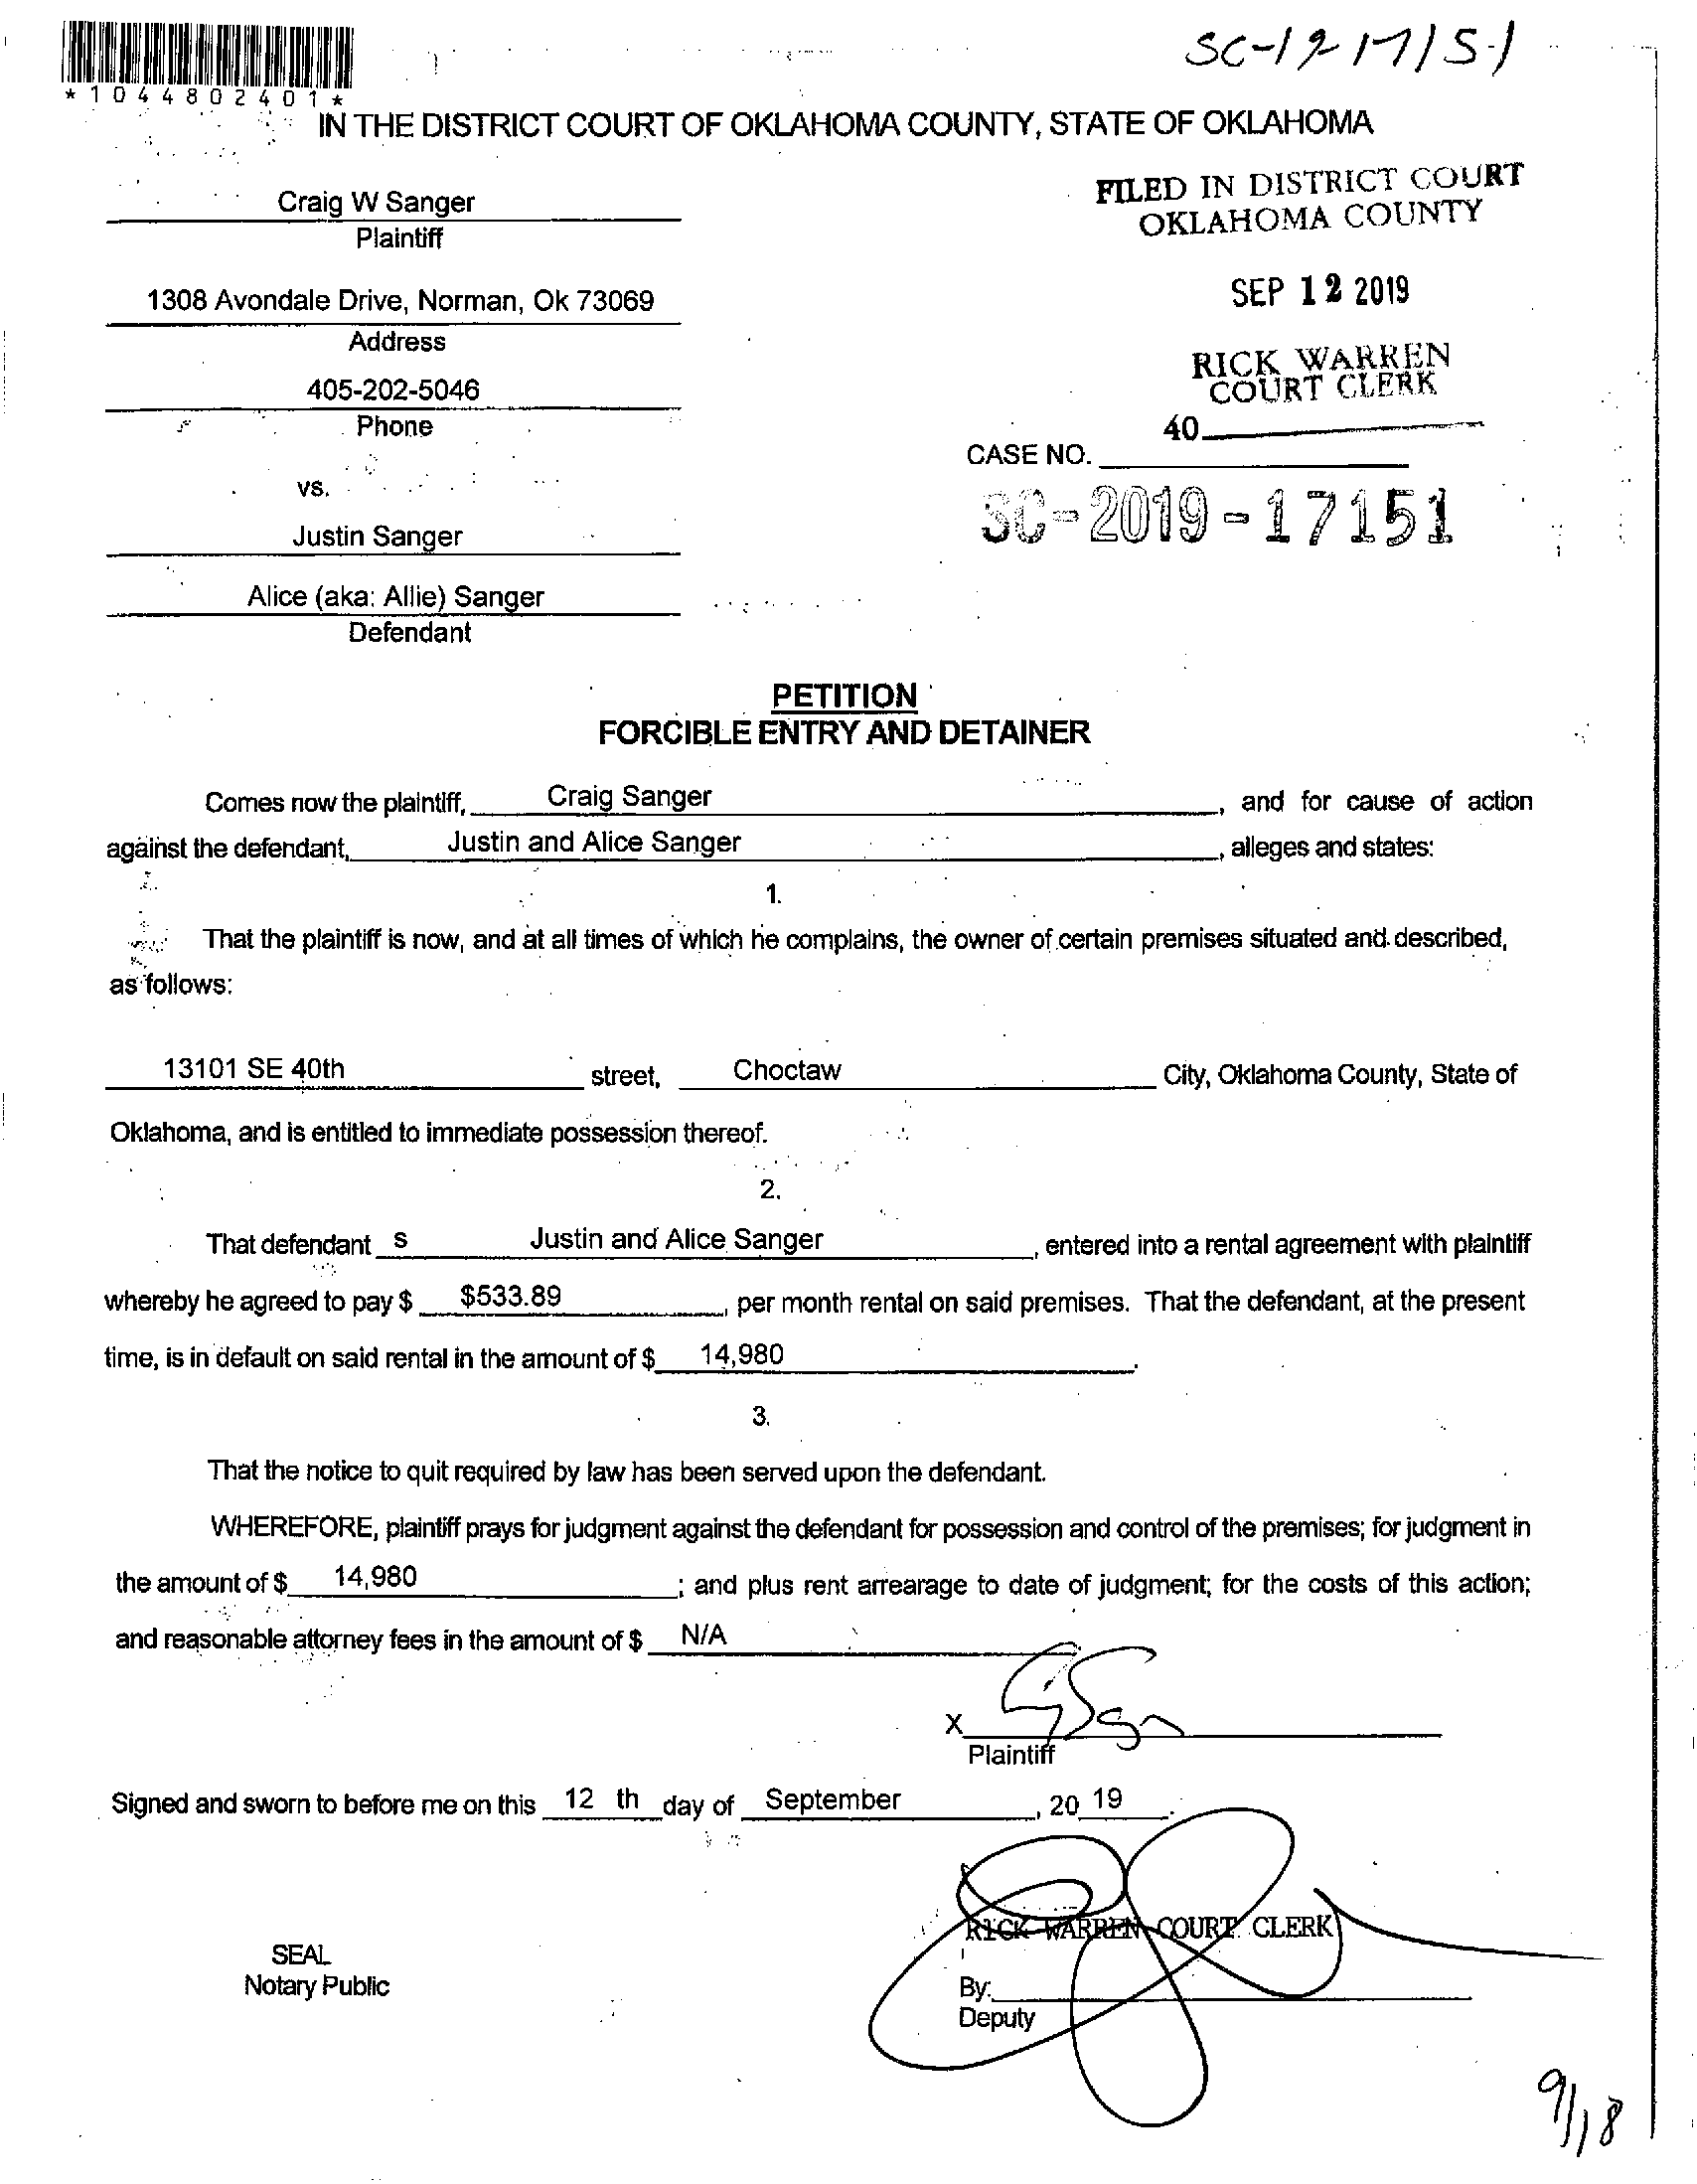 SC-19 17151
*1044802401*
IN THE DISTRICT COURT OF OKLAHOMA COUNTY, STATE OF OKLAHOMA
FILED IN DISTRICT COURT
OKLAHOMA COUNTY
Craig W Sanger
Plaintiff
SEP 12 2019
1308 Avondale Drive, Norman, Ok 73069
Address
RICK WARREN
COURT CLERK
405-202-5046
Phone
40
CASE NO.
vs.
SC-2019-17151
Justin Sanger
Alice (aka: Allie) Sanger
Defendant
PETITION
FORCIBLE ENTRY AND DETAINER
Comes now the plaintiff, Craig Sanger, and for cause of action
against the defendant, Justin and Alice Sanger, alleges and states:
1.
That the plaintiff is now, and at all times of which he complains, the owner of certain premises situated and described,
as follows:
13101 SE 40th street, Choctaw City, Oklahoma County, State of
Oklahoma, and is entitled to immediate possession thereof.
2.
That defendant s Justin and Alice Sanger, entered into a rental agreement with plaintiff
whereby he agreed to pay $ $533.89, per month rental on said premises. That the defendant, at the present
time, is in default on said rental in the amount of $ 14,980.
3.
That the notice to quit required by law has been served upon the defendant.
WHEREFORE, plaintiff prays for judgment against the defendant for possession and control of the premises; for judgment in
the amount of $ 14,980; and plus rent arrearage to date of judgment; for the costs of this action;
and reasonable attorney fees in the amount of $ N/A
X
Plaintiff
Signed and sworn to before me on this 12 th day of September, 20 19.
RICK WARREN COURT CLERK
SEAL
Notary Public
By:
Deputy
9/18